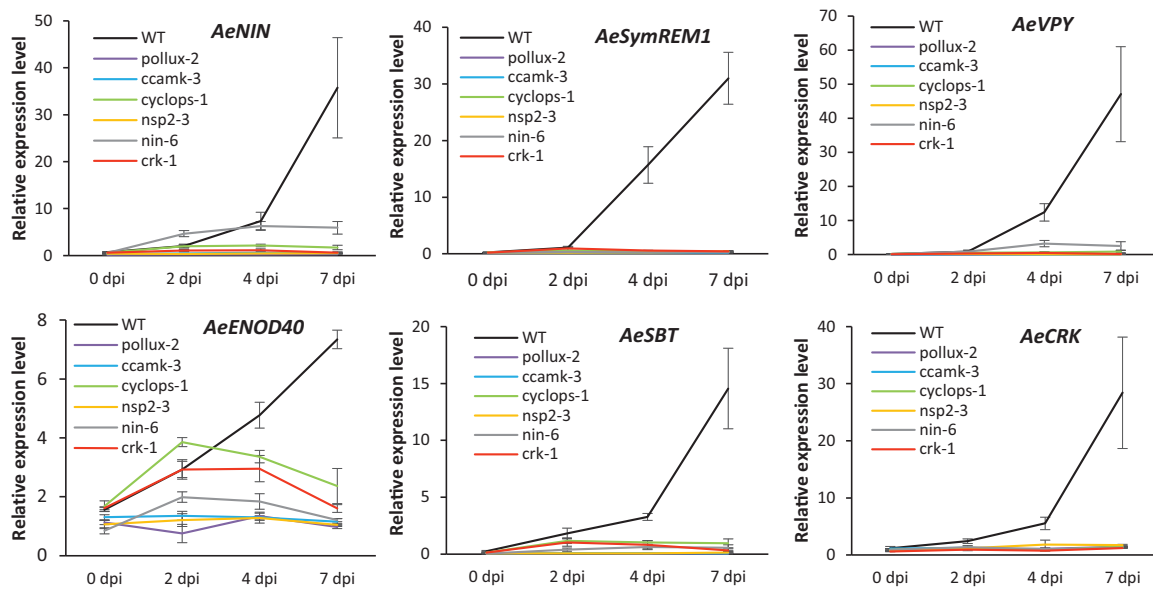 AeNIN
Relative expression level
50
40
30
20
10
0
WT
pollux-2
ccamk-3
cyclops-1
nsp2-3
nin-6
crk-1
0 dpi 2 dpi 4 dpi 7 dpi
AeSymREM1
Relative expression level
40
30
20
10
0
WT
pollux-2
ccamk-3
cyclops-1
nsp2-3
nin-6
crk-1
0 dpi 2 dpi 4 dpi 7 dpi
AeVPY
Relative expression level
70
60
50
40
30
20
10
0
WT
pollux-2
ccamk-3
cyclops-1
nsp2-3
nin-6
crk-1
0 dpi 2 dpi 4 dpi 7 dpi
AeENOD40
Relative expression level
8
6
4
2
0
WT
pollux-2
ccamk-3
cyclops-1
nsp2-3
nin-6
crk-1
0 dpi 2 dpi 4 dpi 7 dpi
AeSBT
Relative expression level
20
15
10
5
0
WT
pollux-2
ccamk-3
cyclops-1
nsp2-3
nin-6
crk-1
0 dpi 2 dpi 4 dpi 7 dpi
AeCRK
Relative expression level
40
30
20
10
0
WT
pollux-2
ccamk-3
cyclops-1
nsp2-3
nin-6
crk-1
0 dpi 2 dpi 4 dpi 7 dpi